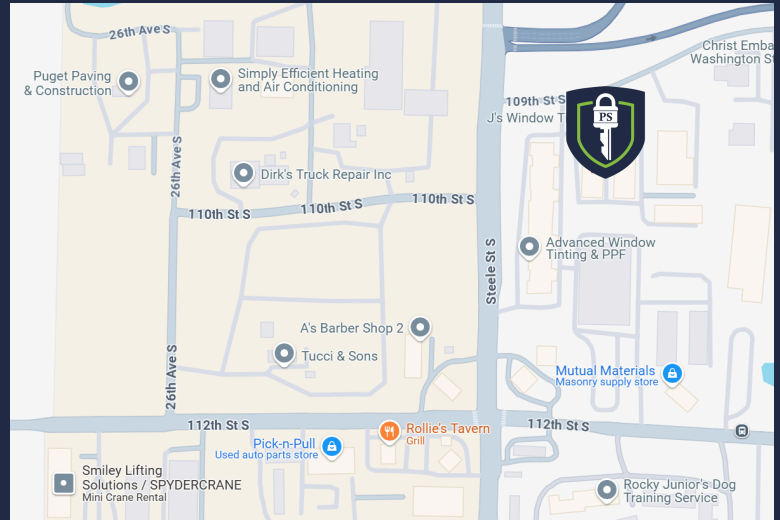 26th Ave S
Christ Emba
Washington St
Puget Paving
& Construction
Simply Efficient Heating
and Air Conditioning
109th St S
J's Window T
PS
26th Ave S
Dirk's Truck Repair Inc
110th St S
110th St S
110th St S
Steele St S
Advanced Window
Tinting & PPF
A's Barber Shop 2
Tucci & Sons
26th Ave S
Mutual Materials
Masonry supply store
112th St S
112th St S
Rollie's Tavern
Grill
Pick-n-Pull
Used auto parts store
Smiley Lifting
Solutions / SPYDERCRANE
Mini Crane Rental
Rocky Junior's Dog
Training Service